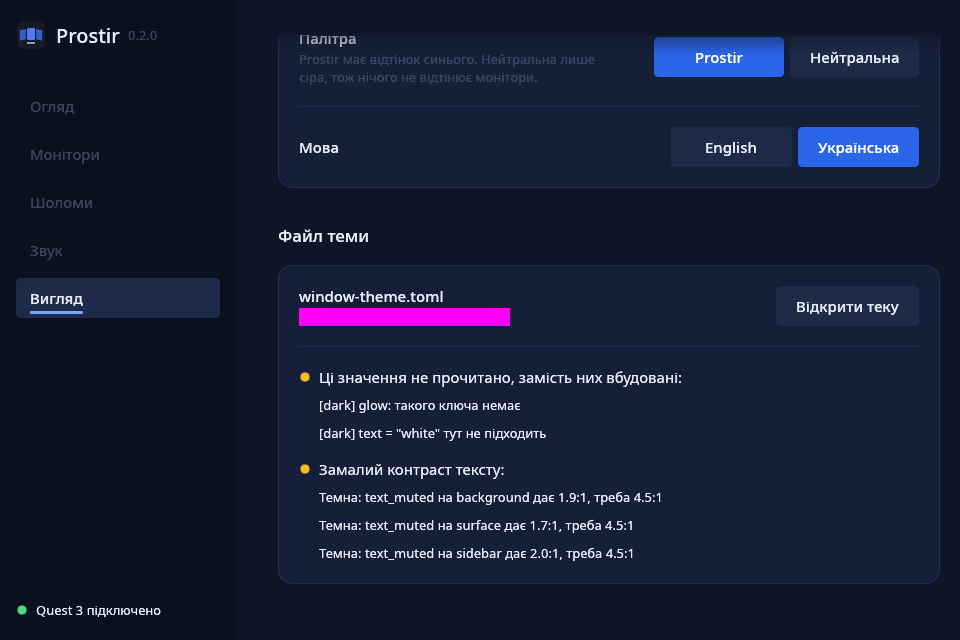 Prostir 0.2.0
Огляд
Монітори
Шоломи
Звук
Вигляд
Quest 3 підключено
Палітра
Prostir має відтінок синього. Нейтральна лише
сіра, тож нічого не відтінює монітори.
Prostir
Нейтральна
Мова
English
Українська
Файл теми
window-theme.toml
Відкрити теку
Ці значення не прочитано, замість них вбудовані:
[dark] glow: такого ключа немає
[dark] text = "white" тут не підходить
Замалий контраст тексту:
Темна: text_muted на background дає 1.9:1, треба 4.5:1
Темна: text_muted на surface дає 1.7:1, треба 4.5:1
Темна: text_muted на sidebar дає 2.0:1, треба 4.5:1